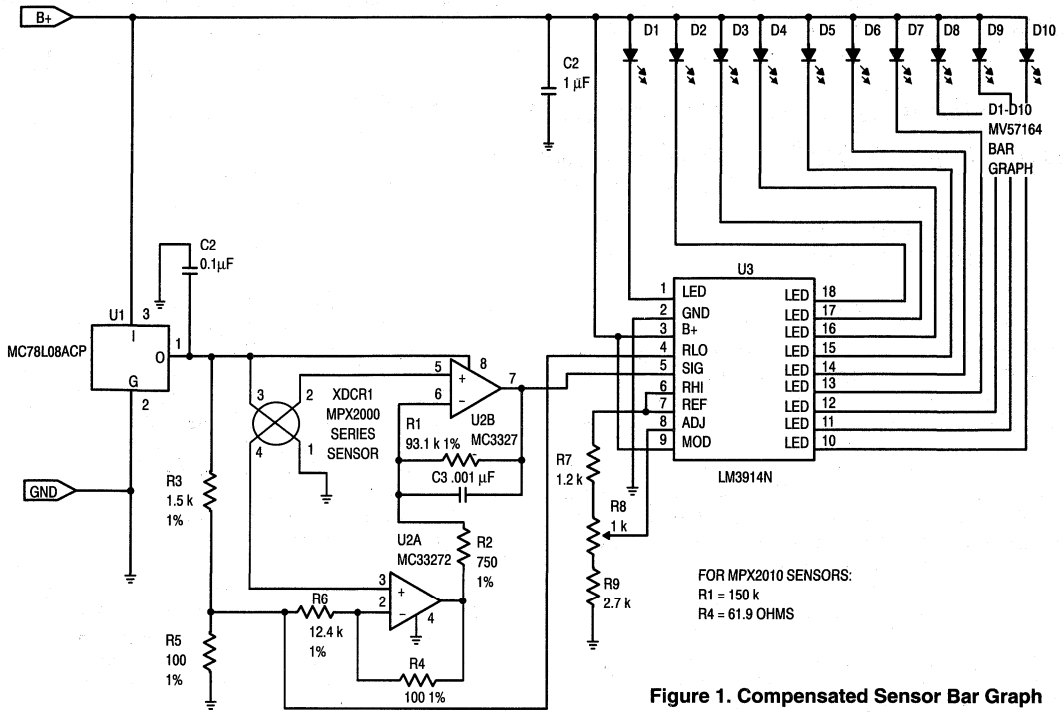 B+
D1
D2
D3
D4
D5
D6
D7
D8
D9
D10
C2
1 µF
D1-D10
MV57164
BAR
GRAPH
C2
0.1µF
U1
3
I
MC78L08ACP
O
1
G
2
U3
1
LED
2
GND
3
B+
4
RLO
5
SIG
6
RHI
7
REF
8
ADJ
9
MOD
LED
18
LED
17
LED
16
LED
15
LED
14
LED
13
LED
12
LED
11
LED
10
LM3914N
3
2
4
1
XDCR1
MPX2000
SERIES
SENSOR
5
+
6
−
8
7
U2B
MC3327
R1
93.1 k 1%
C3 .001 µF
GND
R3
1.5 k
1%
U2A
MC33272
R2
750
1%
3
+
2
−
4
R6
12.4 k
1%
R4
100 1%
R5
100
1%
R7
1.2 k
R8
1 k
R9
2.7 k
FOR MPX2010 SENSORS:
R1 = 150 k
R4 = 61.9 OHMS
Figure 1. Compensated Sensor Bar Graph